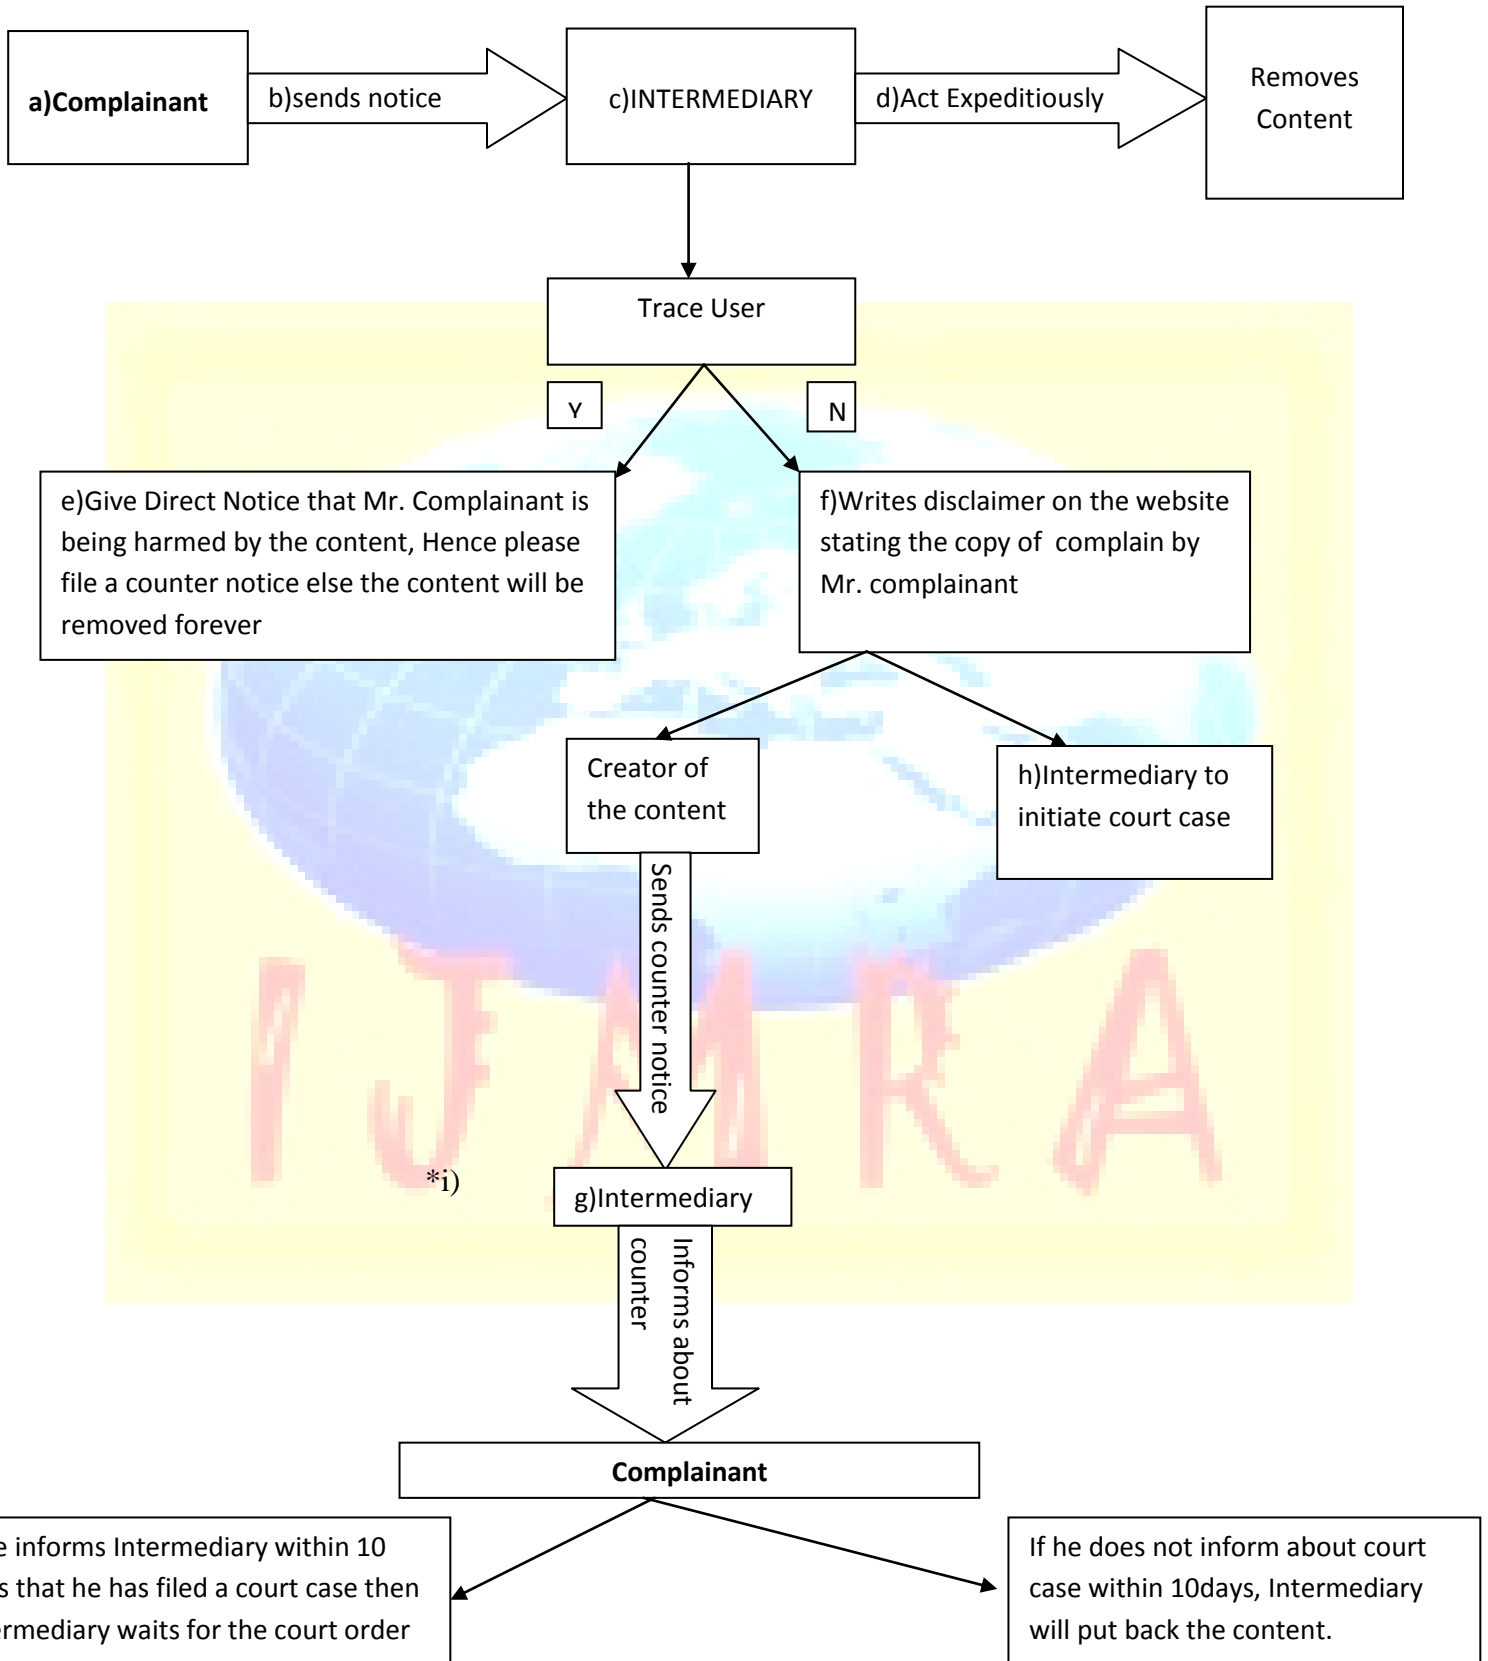 a)Complainant
b)sends notice
c)INTERMEDIARY
d)Act Expeditiously
Removes
Content
Trace User
Y
N
e)Give Direct Notice that Mr. Complainant is
being harmed by the content, Hence please
file a counter notice else the content will be
removed forever
f)Writes disclaimer on the website
stating the copy of complain by
Mr. complainant
Creator of
the content
h)Intermediary to
initiate court case
Sends counter notice
IJMRA
*i)
g)Intermediary
Informs about
counter
Complainant
informs Intermediary within 10
that he has filed a court case then
waits for the court order
If he does not inform about court
case within 10days, Intermediary
will put back the content.